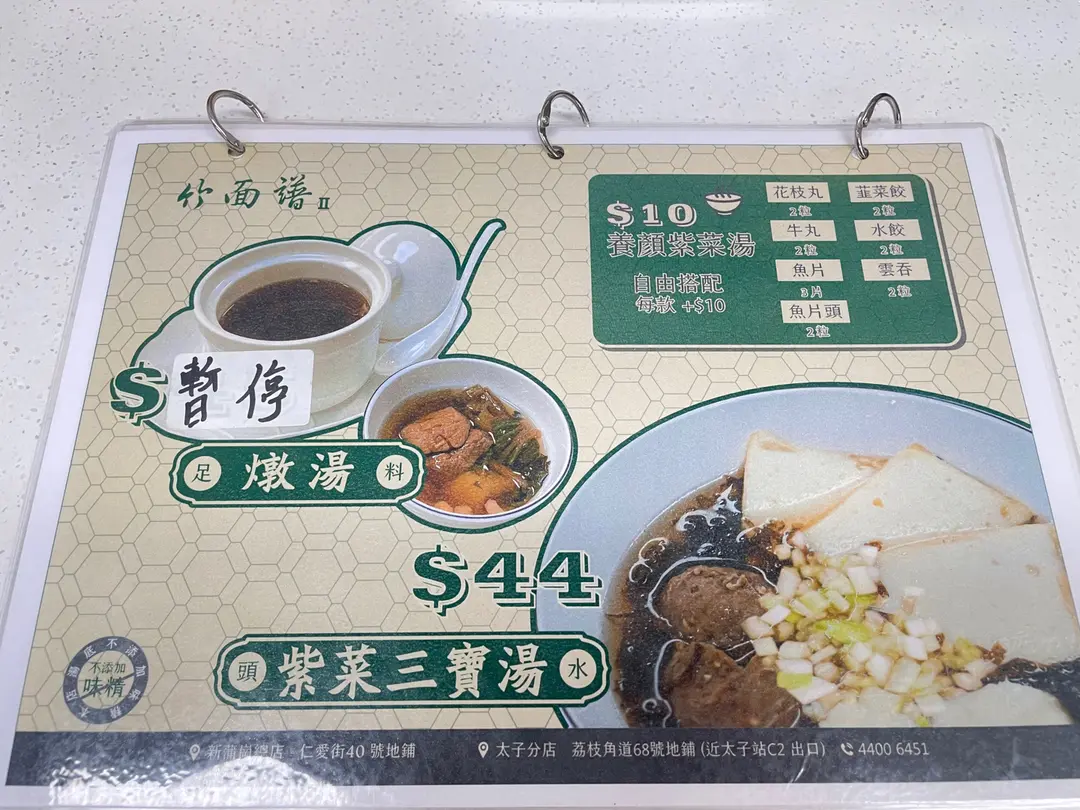 竹面譜II
$10
養顏紫菜湯
自由搭配
每款 +$10
花枝丸
2粒
韮菜餃
2粒
牛丸
2粒
水餃
2粒
魚片
3片
雲吞
2粒
魚片頭
2粒
$暫停
足 燉湯 料
$44
頭 紫菜三寶湯 水
不添加
味精
新蒲崗總店 - 仁愛街40 號地鋪
太子分店 荔枝角道68號地鋪 (近太子站C2 出口)
4400 6451